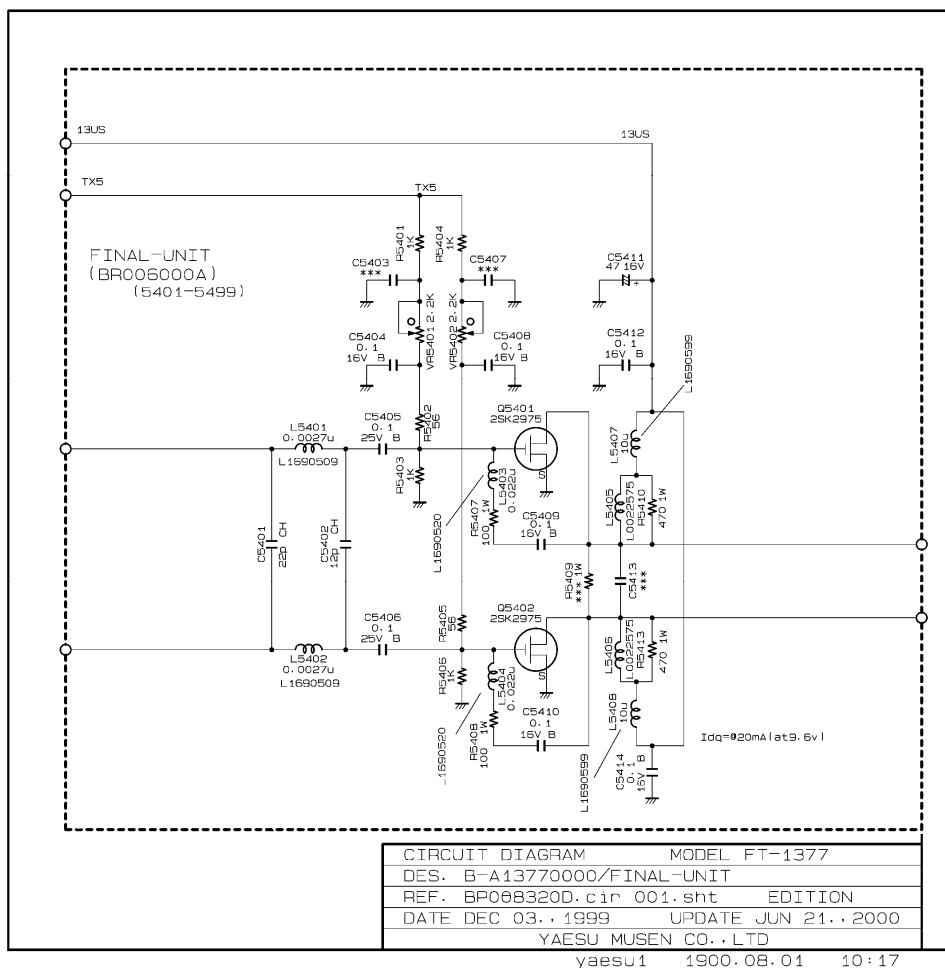 13US
13US
TX5
TX5
FINAL-UNIT
(BR006000A)
(5401-5499)
R5401
1K
R5404
1K
C5403
***
C5407
***
C5411
47 16V
+
VR5401 2.2K
VR5402 2.2K
C5404
0.1
16V B
C5408
0.1
16V B
C5412
0.1
16V B
L1690599
L5401
0.0027u
L1690509
C5405
0.1
25V B
R5402
56
R5403
1K
Q5401
2SK2975
S
L5403
0.022u
L1690520
R5407
100 1W
C5409
0.1
16V B
L5407
10u
L5405
L0022575
R5410
470 1W
C5401
22p CH
C5402
12p CH
R5409
*** 1W
C5413
***
C5406
0.1
25V B
R5405
56
R5406
1K
Q5402
2SK2975
S
L5402
0.0027u
L1690509
L5404
0.022u
-1690520
R5408
100 1W
C5410
0.1
16V B
L5406
L0022575
R5413
470 1W
L5408
10u
L1690599
C5414
0.1
16V B
Idq=@20mA(at9.6v)
CIRCUIT DIAGRAM MODEL FT-1377
DES. B-A13770000/FINAL-UNIT
REF. BP008320D.cir 001.sht EDITION
DATE DEC 03.,1999 UPDATE JUN 21.,2000
YAESU MUSEN CO.,LTD
yaesu1 1900.08.01 10:17